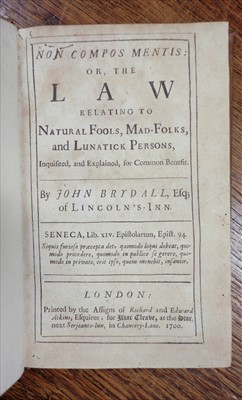 NON COMPOS MENTIS:
OR, THE
LAW
RELATING TO
NATURAL FOOLS, MAD-FOLKS,
and LUNATICK PERSONS,
Inquisited, and Explained, for Common Benefit.
By JOHN BRYDALL, Esq;
of LINCOLN'S-INN.
SENECA, Lib. XIV. Epistolarum, Epist. 94.
Siquis furioso præcepta det, quomodo loqui debeat, quo-
modo procedere, quomodo in publico se gerere, quo-
modo in privato, erit ipso, quem monebit, insanior.
LONDON:
Printed by the Assigns of Richard and Edward
Atkins, Esquires; for Isaac Cleave, at the Star
next Serjeants-Inn, in Chancery-Lane. 1700.